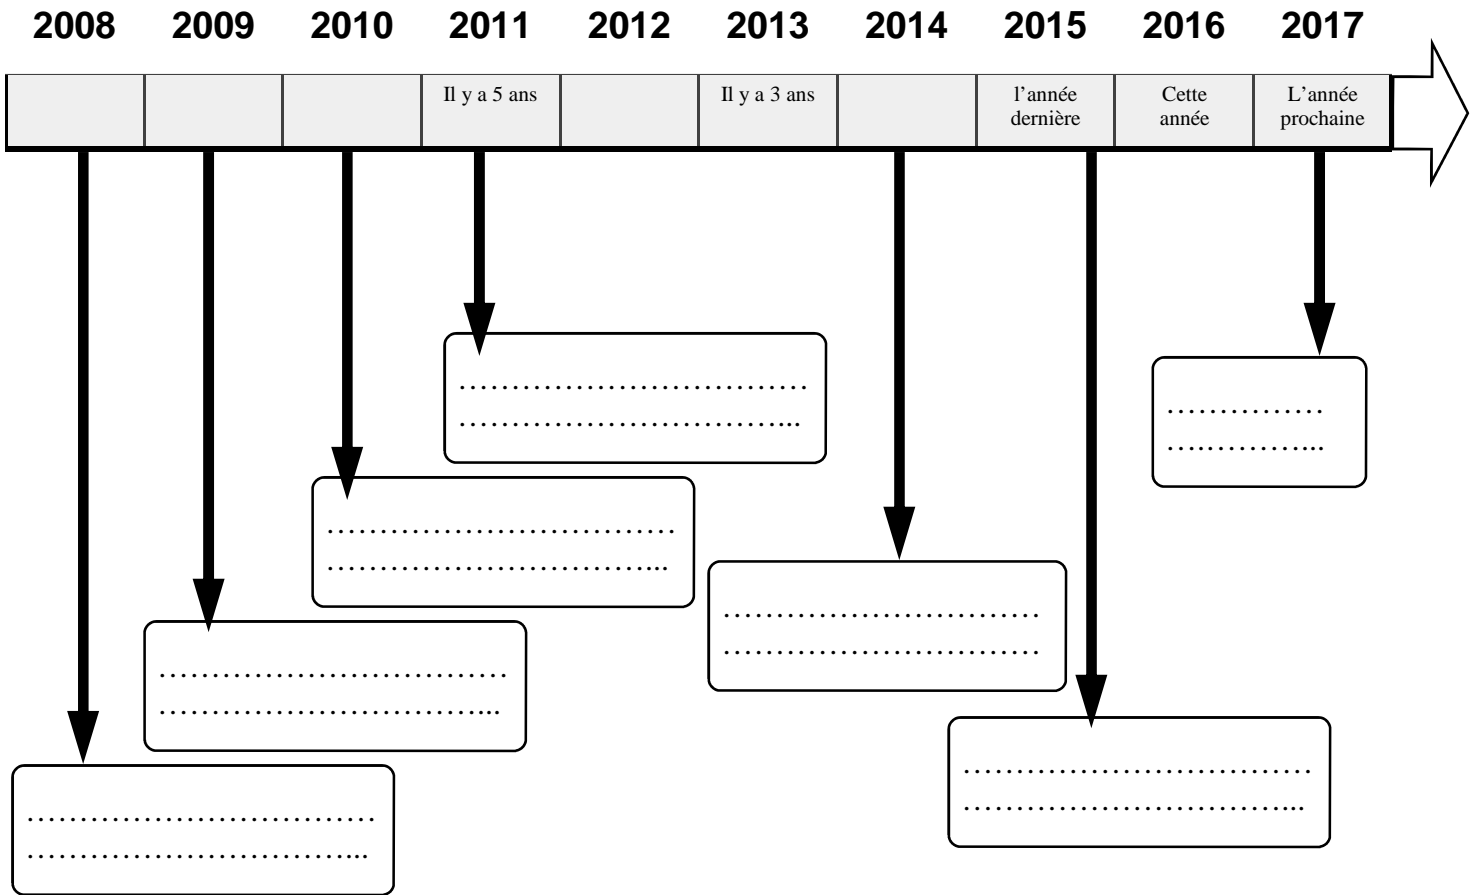 2008 2009 2010 2011 2012 2013 2014 2015 2016 2017
Il y a 5 ans
Il y a 3 ans
l’année
dernière
Cette
année
L’année
prochaine
……………………………
…………………………...
……………
…..………...
……………………………
…………………………...
…………………………
…………………………
……………………………
…………………………...
……………………………
…………………………...
……………………………
…………………………...